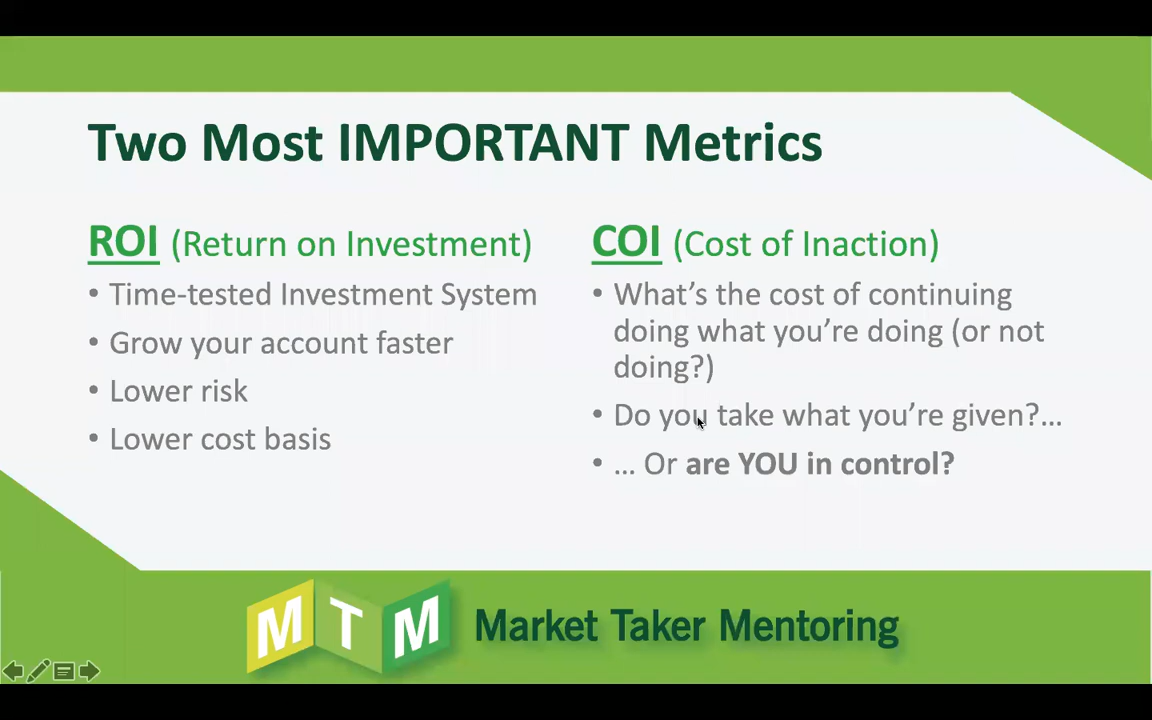 Two Most IMPORTANT Metrics
ROI (Return on Investment)
• Time-tested Investment System
• Grow your account faster
• Lower risk
• Lower cost basis
COI (Cost of Inaction)
• What's the cost of continuing
doing what you're doing (or not
doing?)
• Do you take what you're given?...
• ... Or are YOU in control?
MTM Market Taker Mentoring